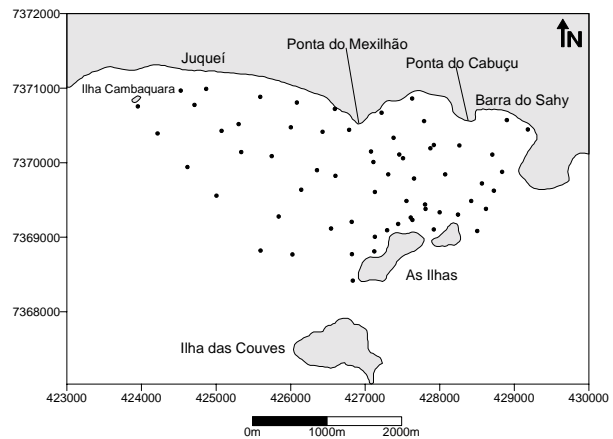 7372000
N
Juqueí
Ponta do Mexilhão
Ponta do Cabuçu
7371000
Ilha Cambaquara
Barra do Sahy
7370000
7369000
As Ilhas
7368000
Ilha das Couves
423000 424000 425000 426000 427000 428000 429000 430000
0m 1000m 2000m